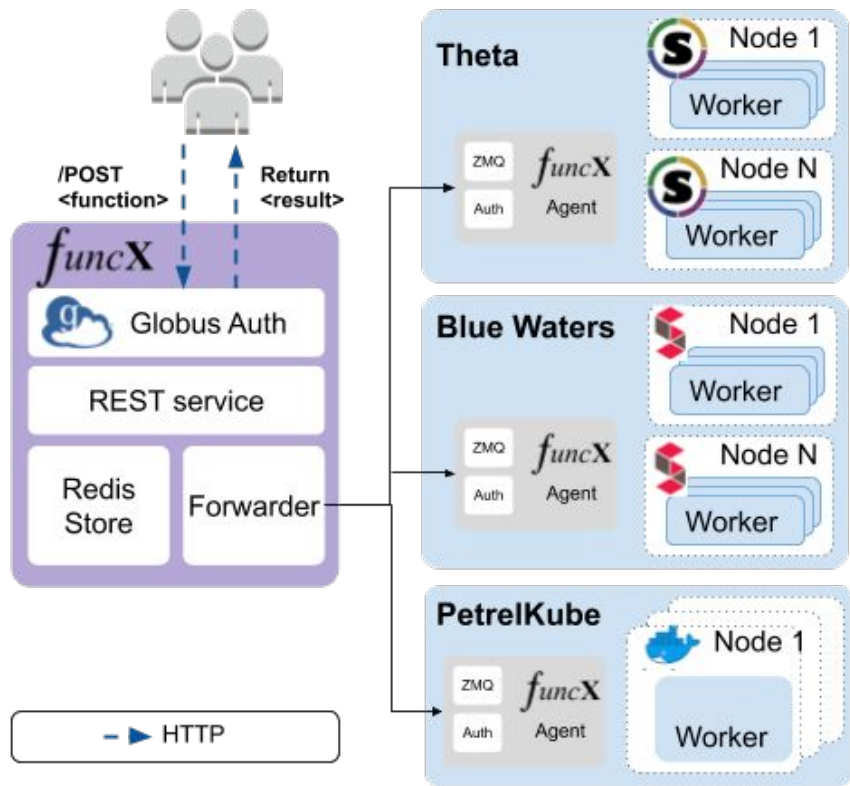 /POST
<function>
Return
<result>
funcX
g
Globus Auth
REST service
Redis
Store
Forwarder
HTTP
Theta
ZMQ
Auth
funcX
Agent
S
Node 1
Worker
S
Node N
Worker
Blue Waters
ZMQ
Auth
funcX
Agent
Node 1
Worker
Node N
Worker
PetrelKube
ZMQ
Auth
funcX
Agent
Node 1
Worker